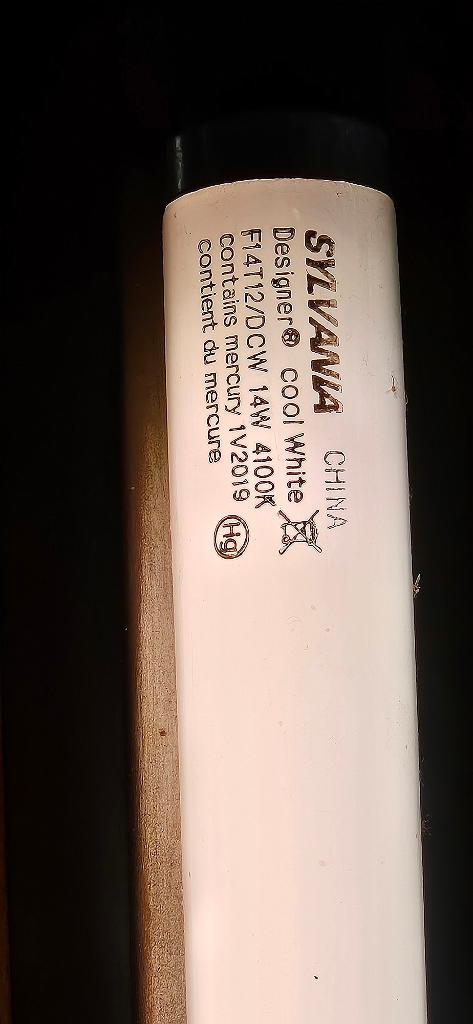 SYLVANIA CHINA
Designer® cool White
F14T12/DCW 14W 4100K
contains mercury 1V2019 Hg
contient du mercure